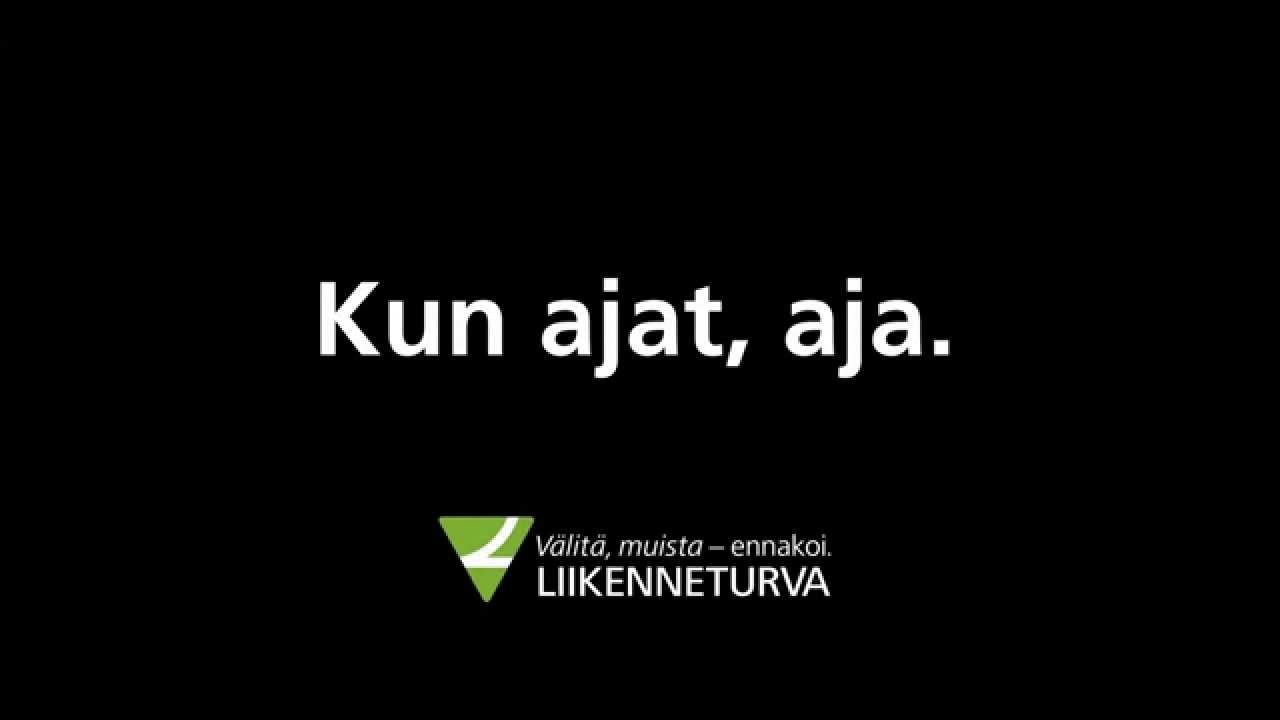 Kun ajat, aja.
Välitä, muista – ennakoi.
LIIKENNETURVA